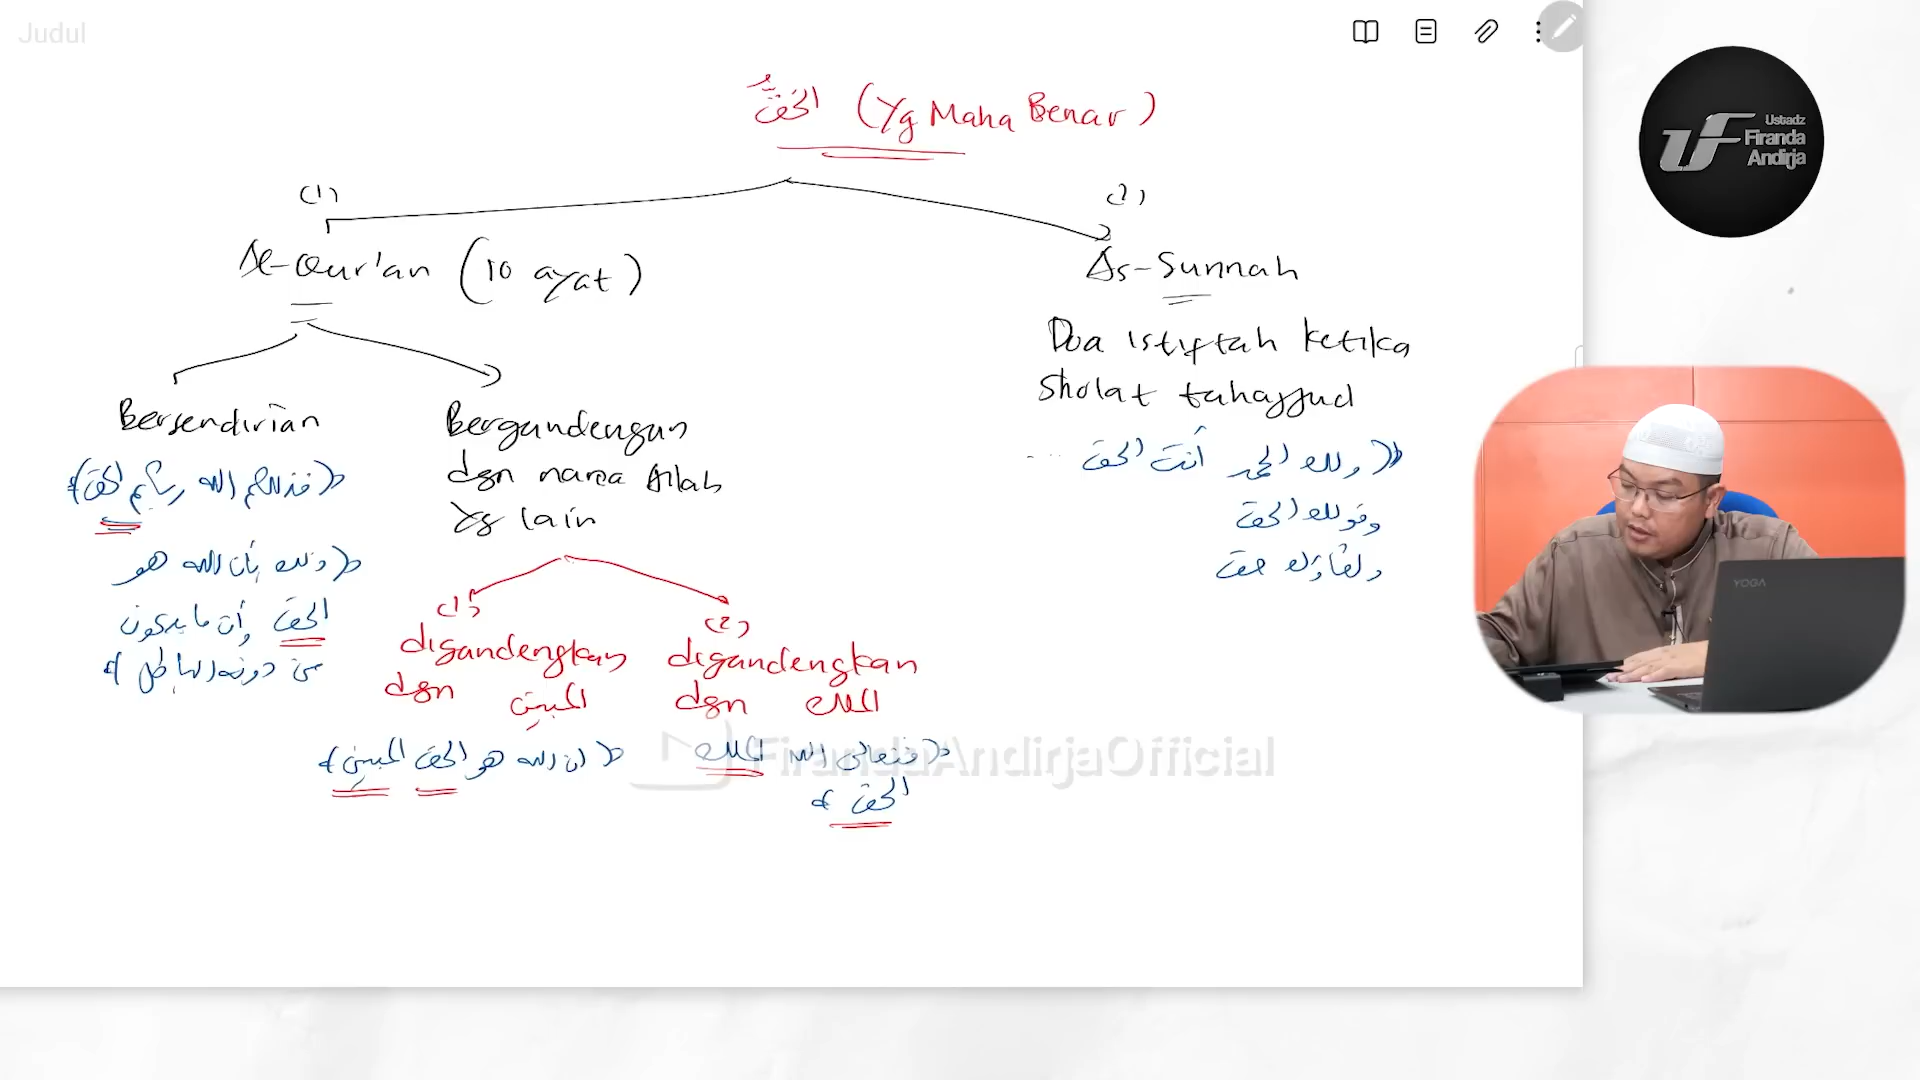 Judul
الحق (Yg Maha Benar)
(1)
Al-Qur'an (10 ayat)
Bersendirian
﴿فذلكم الله ربكم الحق﴾
﴿ذلك بأن الله هو
الحق وأن ما يدعون
من دونه الباطل﴾
Bergandengan
dgn nama Allah
Yg lain
(1)
digandengkan
dgn المبين
﴿ان الله هو الحق المبين﴾
(2)
digandengkan
dgn الملك
﴿فتعالى الله الملك
الحق﴾
(2)
As-Sunnah
Doa istiftah ketika
Sholat tahajjud
((ولك الحمد أنت الحق ...
وقولك الحق
ولقاؤك حق
FirandaAndirjaOfficial
UF
Ustadz
Firanda
Andirja
YOGA